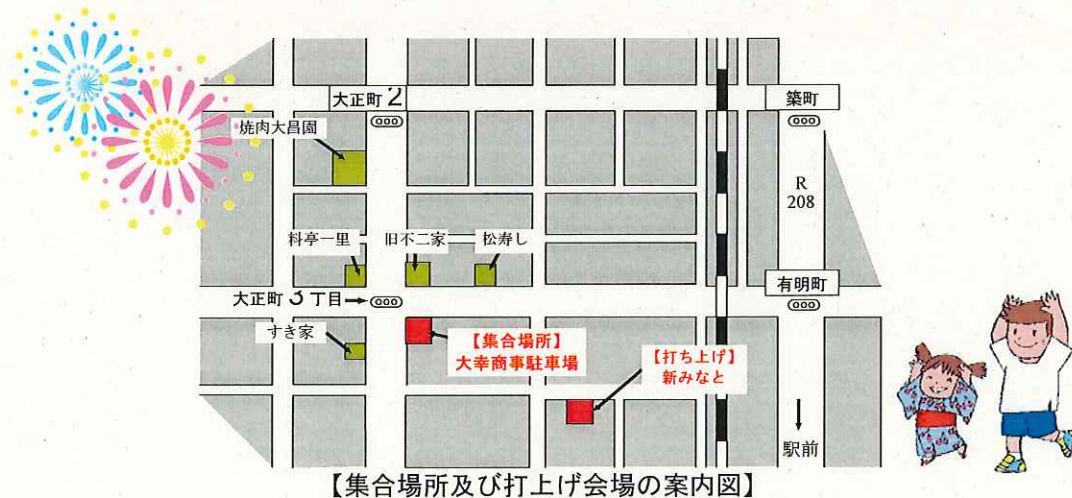 大正町2
築町
焼肉大昌園
R
208
料亭一里
旧不二家
松寿し
大正町3丁目→
有明町
すき家
【集合場所】
大幸商事駐車場
【打ち上げ】
新みなと
駅前
【集合場所及び打上げ会場の案内図】